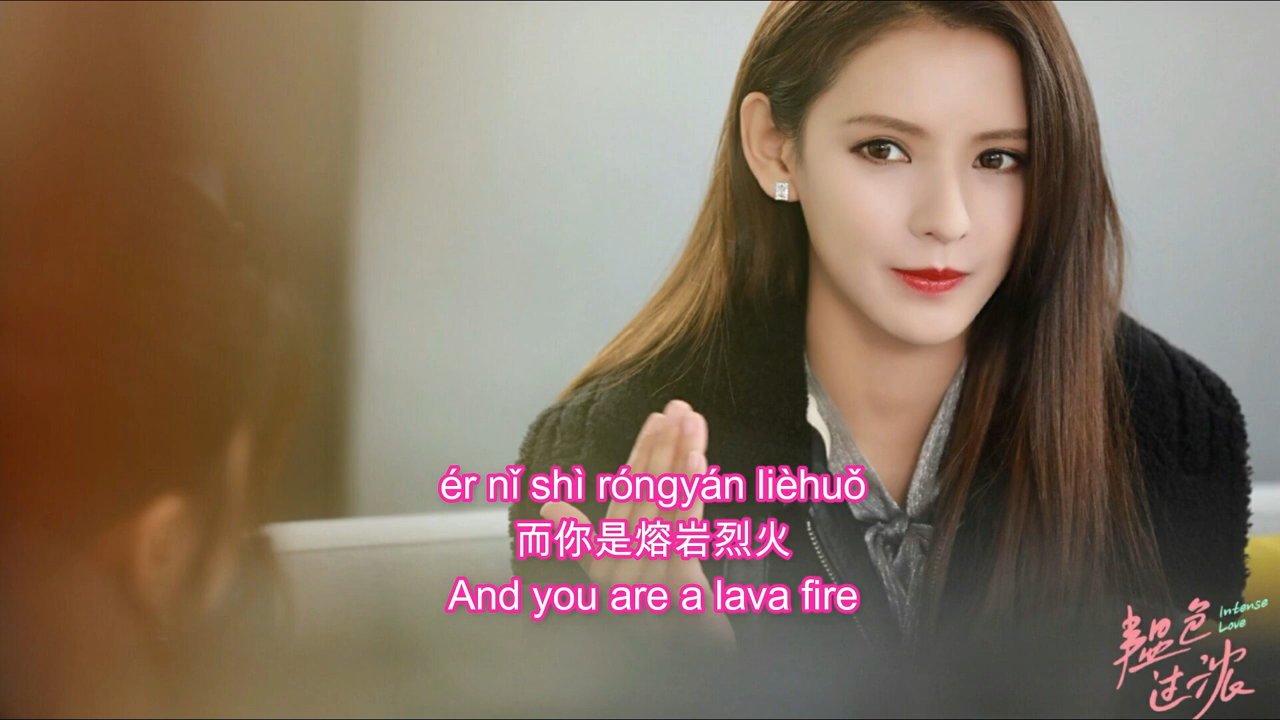 ér nǐ shì róngyán lièhuǒ
而你是熔岩烈火
And you are a lava fire
韫色
Intense
Love
过浓